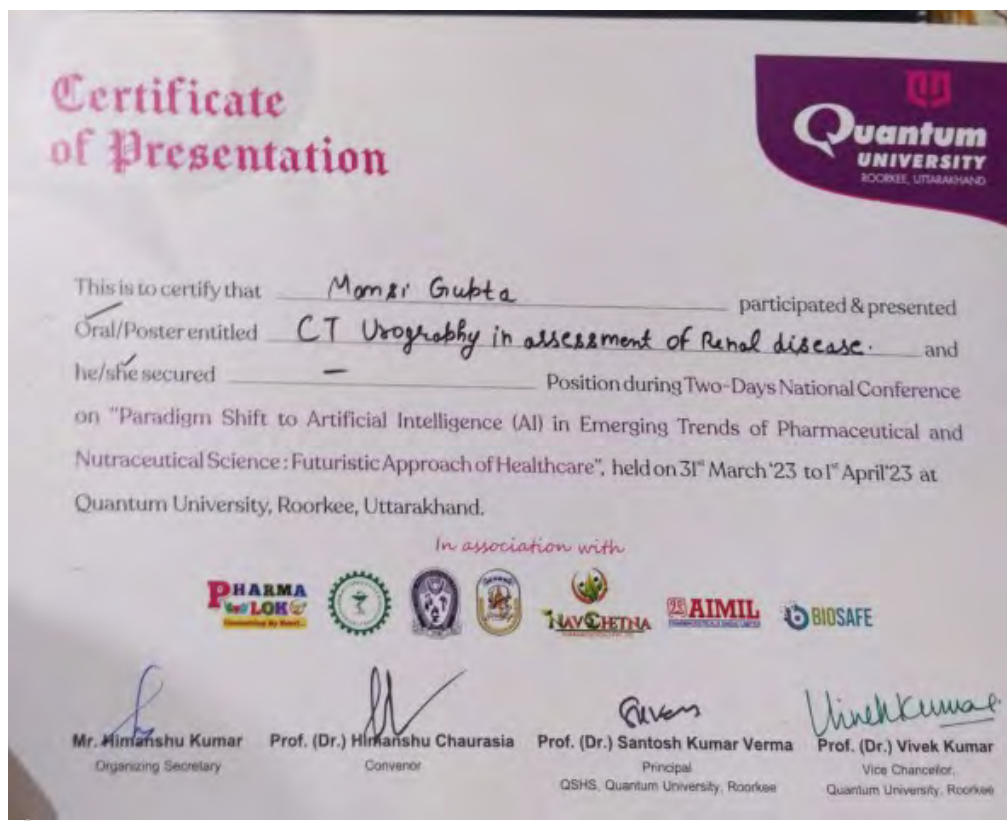 Certificate
of Presentation
Quantum
UNIVERSITY
ROORKEE, UTTARAKHAND
This is to certify that Mansi Gupta participated & presented
Oral/Poster entitled CT Urography in assessment of Renal disease. and
he/she secured – Position during Two-Days National Conference
on "Paradigm Shift to Artificial Intelligence (AI) in Emerging Trends of Pharmaceutical and
Nutraceutical Science : Futuristic Approach of Healthcare", held on 31st March'23 to 1st April'23 at
Quantum University, Roorkee, Uttarakhand.
In association with
PHARMA
LOK
NAVCHETNA
AIMIL
BIOSAFE
Vivek Kumar
Mr. Himanshu Kumar Prof. (Dr.) Himanshu Chaurasia Prof. (Dr.) Santosh Kumar Verma Prof. (Dr.) Vivek Kumar
Organizing Secretary Convenor Principal Vice Chancellor,
QSHS, Quantum University, Roorkee Quantum University, Roorkee